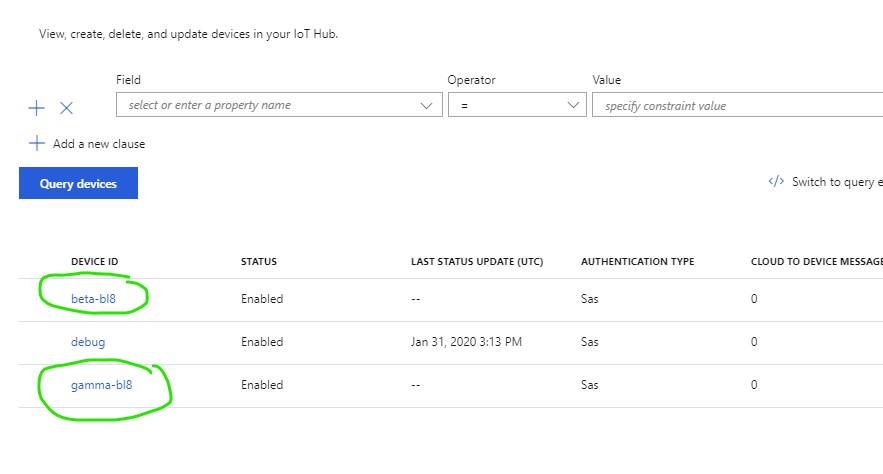 View, create, delete, and update devices in your IoT Hub.
Field Operator Value
select or enter a property name = specify constraint value
Add a new clause
Query devices </> Switch to query e
DEVICE ID STATUS LAST STATUS UPDATE (UTC) AUTHENTICATION TYPE CLOUD TO DEVICE MESSAGE
beta-bl8 Enabled -- Sas 0
debug Enabled Jan 31, 2020 3:13 PM Sas 0
gamma-bl8 Enabled -- Sas 0